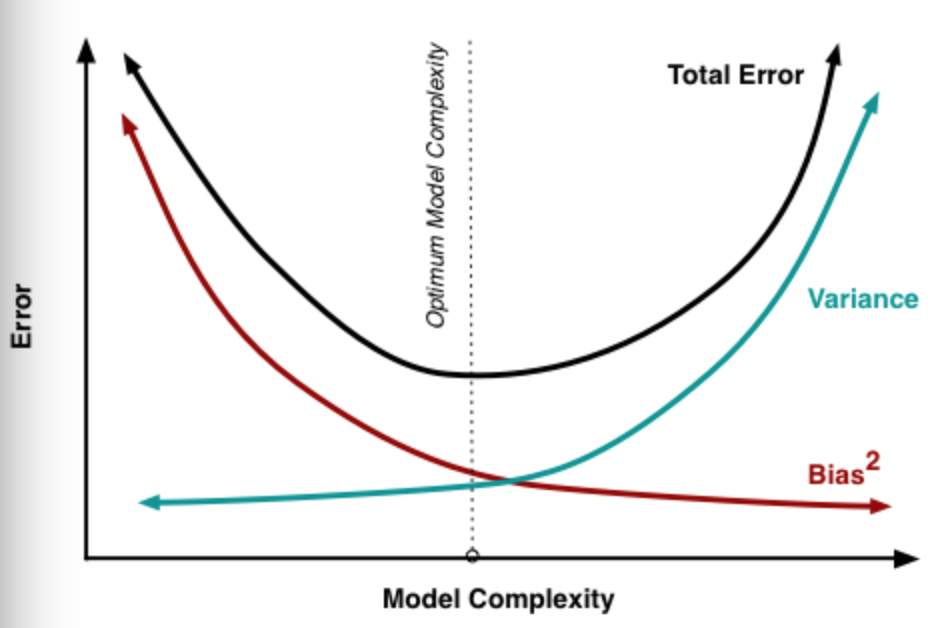 Total Error
Optimum Model Complexity
Variance
Error
Bias2
Model Complexity